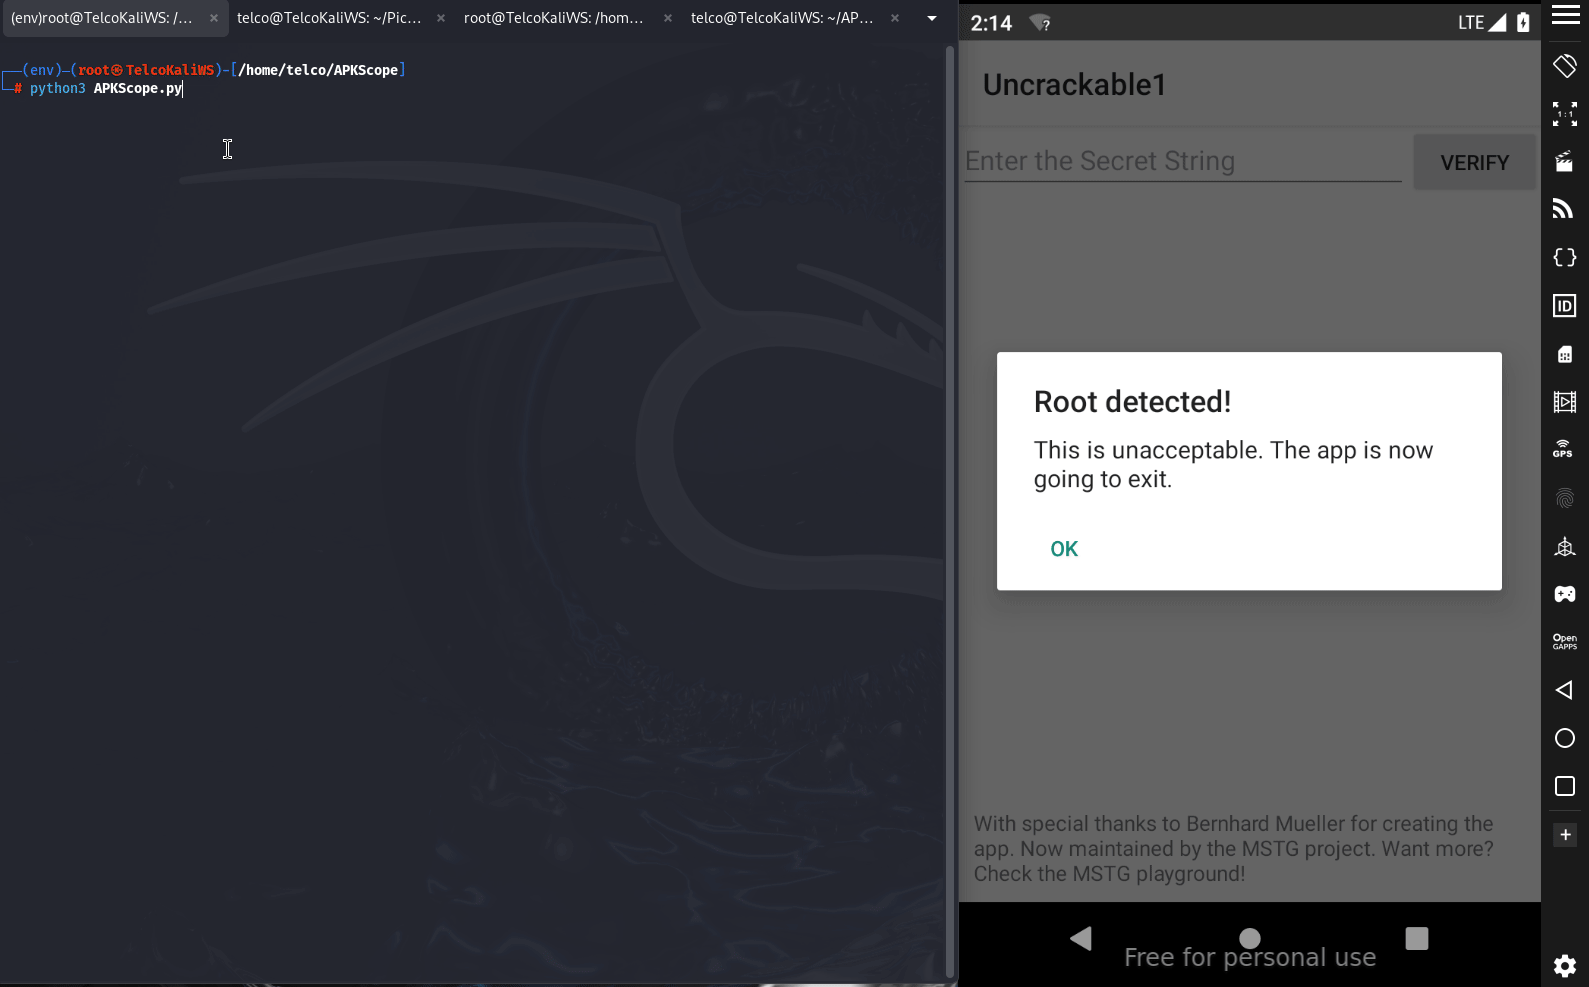 (env)root@TelcoKaliWS: /...
telco@TelcoKaliWS: ~/Pic...
root@TelcoKaliWS: /hom...
telco@TelcoKaliWS: ~/AP...
(env)-(root㉿TelcoKaliWS)-[/home/telco/APKScope]
# python3 APKScope.py
2:14
?
LTE
Uncrackable1
Enter the Secret String
VERIFY
Root detected!
This is unacceptable. The app is now
going to exit.
OK
With special thanks to Bernhard Mueller for creating the
app. Now maintained by the MSTG project. Want more?
Check the MSTG playground!
Free for personal use
1:1
{}
ID
GPS
Open
GAPPS
+